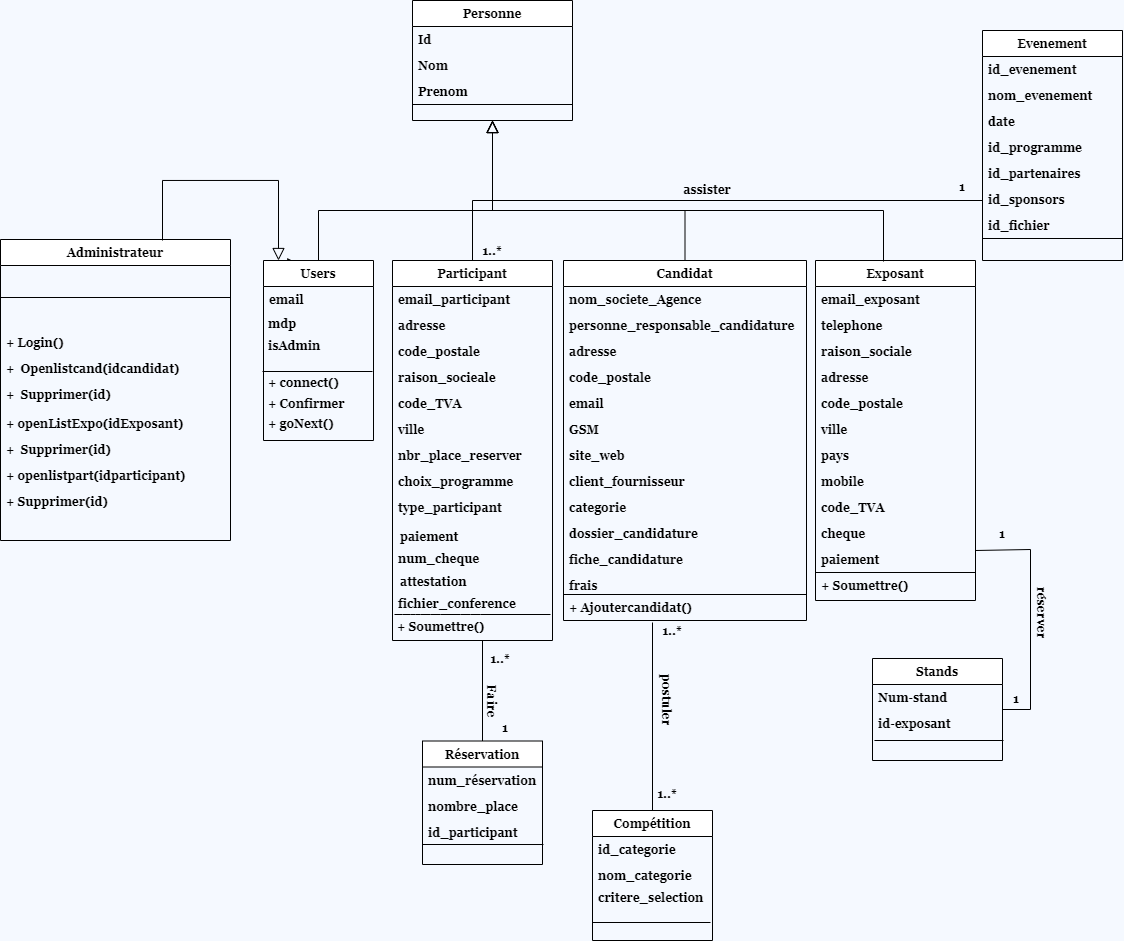 Personne
Id
Nom
Prenom
Evenement
id_evenement
nom_evenement
date
id_programme
id_partenaires
id_sponsors
id_fichier
assister
1
1..*
Administrateur
+ Login()
+ Openlistcand(idcandidat)
+ Supprimer(id)
+ openListExpo(idExposant)
+ Supprimer(id)
+ openlistpart(idparticipant)
+ Supprimer(id)
Users
email
mdp
isAdmin
+ connect()
+ Confirmer
+ goNext()
Participant
email_participant
adresse
code_postale
raison_socieale
code_TVA
ville
nbr_place_reserver
choix_programme
type_participant
paiement
num_cheque
attestation
fichier_conference
+ Soumettre()
Candidat
nom_societe_Agence
personne_responsable_candidature
adresse
code_postale
email
GSM
site_web
client_fournisseur
categorie
dossier_candidature
fiche_candidature
frais
+ Ajoutercandidat()
Exposant
email_exposant
telephone
raison_sociale
adresse
code_postale
ville
pays
mobile
code_TVA
cheque
paiement
+ Soumettre()
1
réserver
1
Stands
Num-stand
id-exposant
1..*
Faire
1
Réservation
num_réservation
nombre_place
id_participant
1..*
postuler
1..*
Compétition
id_categorie
nom_categorie
critere_selection